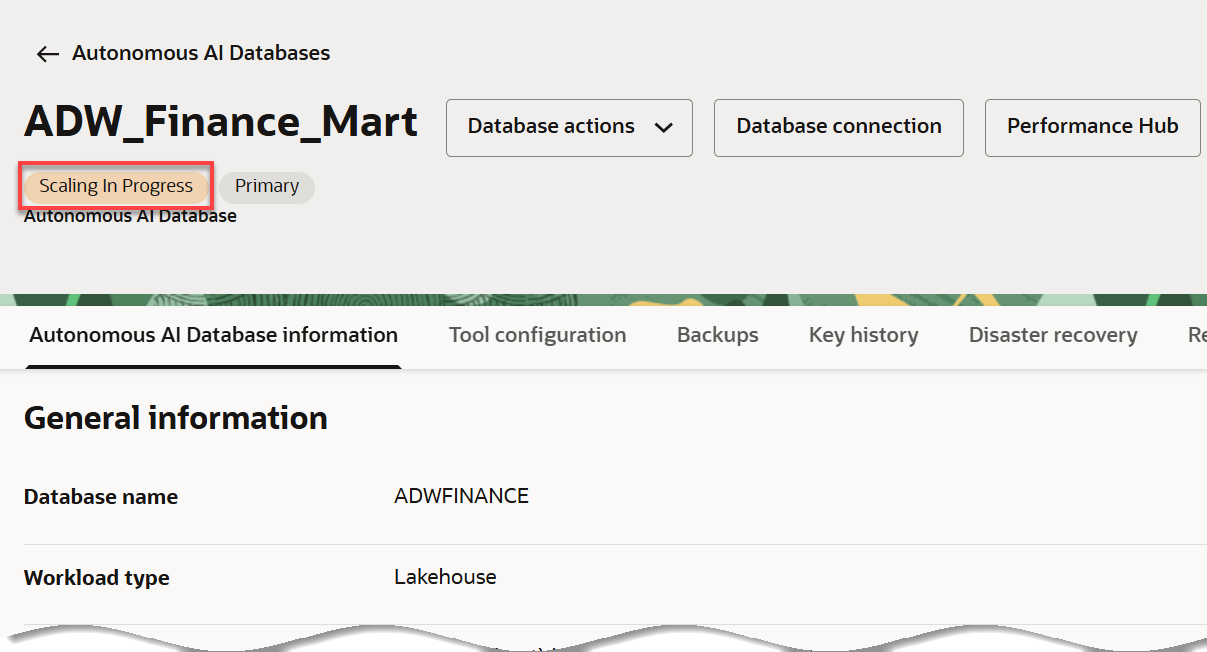 Autonomous AI Databases
ADW_Finance_Mart
Database actions
Database connection
Performance Hub
Scaling In Progress
Primary
Autonomous AI Database
Autonomous AI Database information
Tool configuration
Backups
Key history
Disaster recovery
General information
Database name
ADWFINANCE
Workload type
Lakehouse